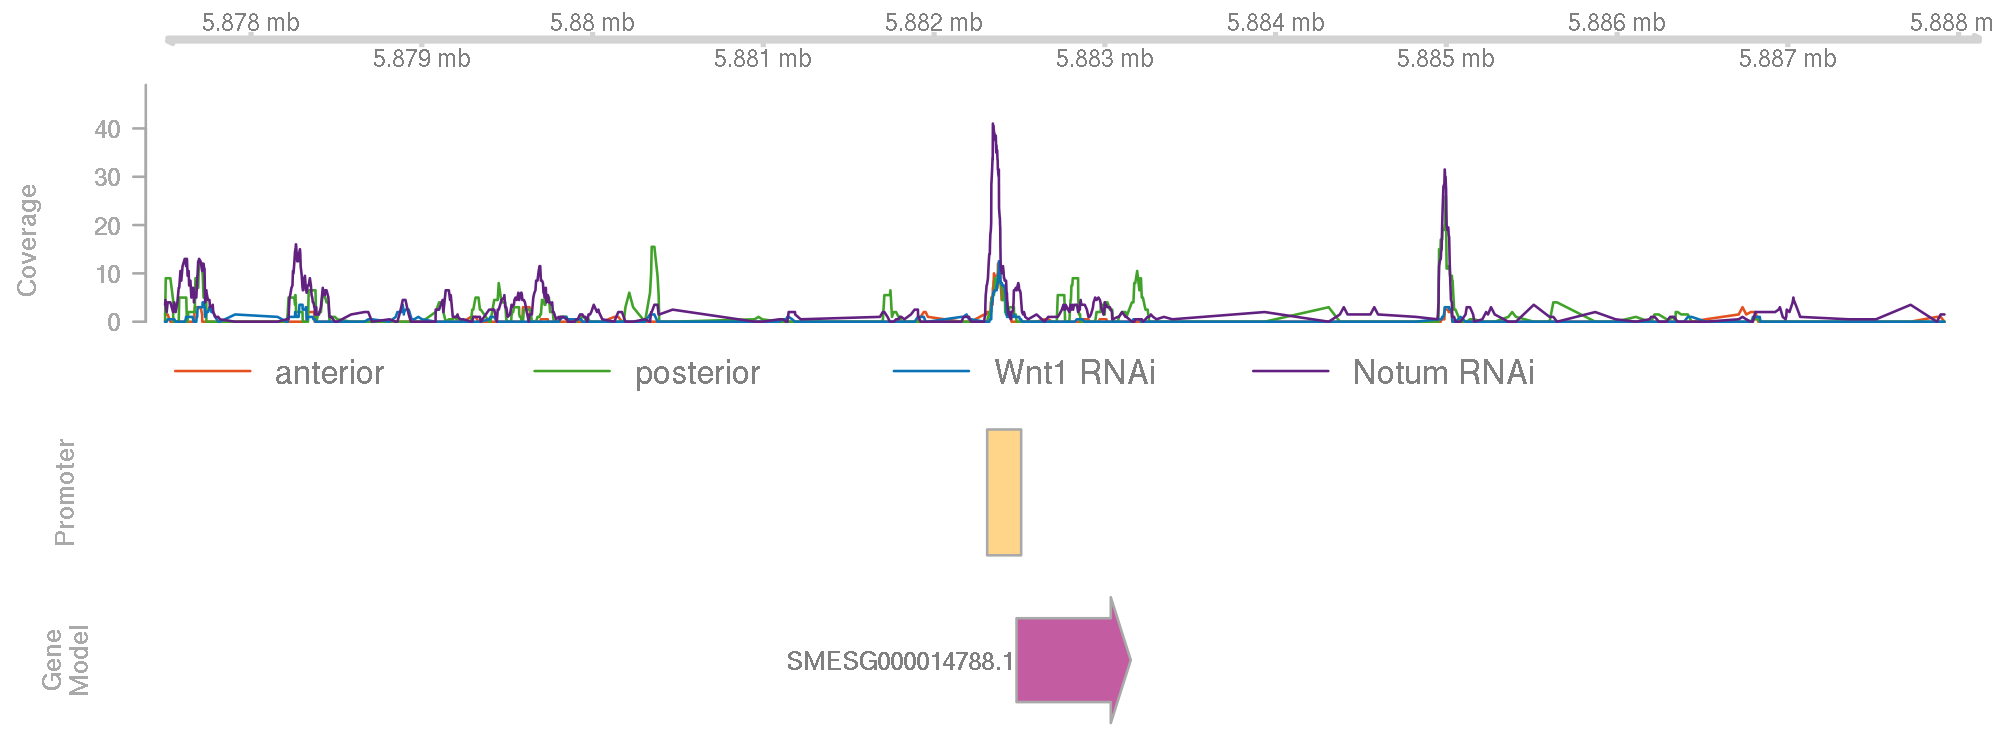 5.878 mb 5.88 mb 5.882 mb 5.884 mb 5.886 mb 5.888 m
5.879 mb 5.881 mb 5.883 mb 5.885 mb 5.887 mb
Coverage
40
30
20
10
0
anterior posterior Wnt1 RNAi Notum RNAi
Promoter
Gene
Model
SMESG000014788.1